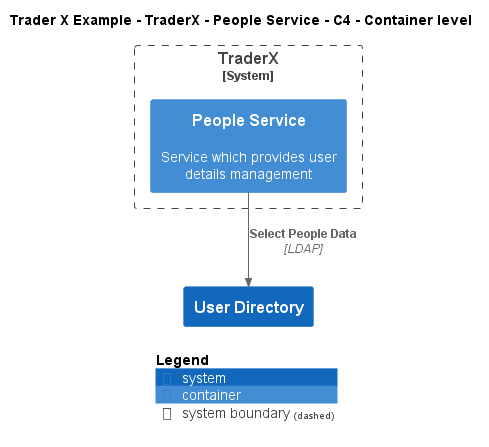 Trader X Example - TraderX - People Service - C4 - Container level
TraderX
[System]
People Service
Service which provides user
details management
Select People Data
[LDAP]
User Directory
Legend
system
container
system boundary (dashed)